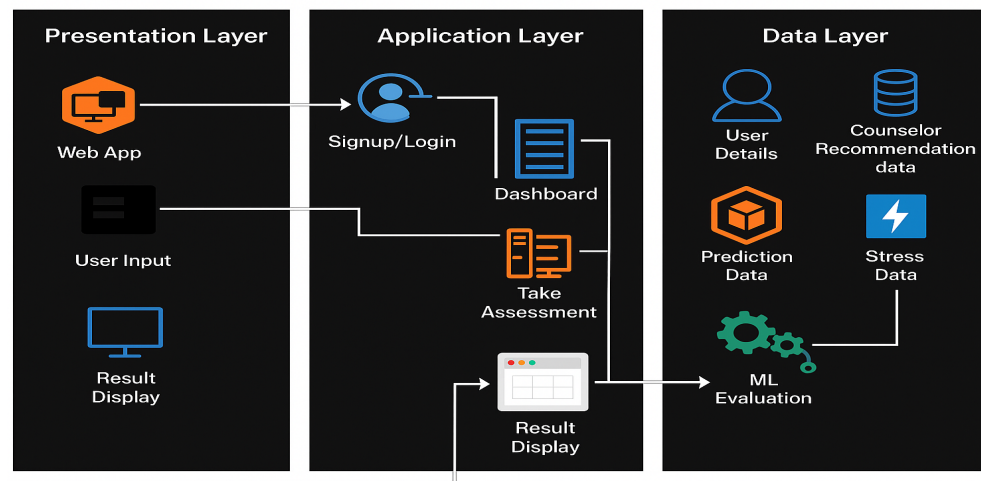 Presentation Layer
Web App
User Input
Result
Display
Application Layer
Signup/Login
Dashboard
Take
Assessment
Result
Display
Data Layer
User
Details
Counselor
Recommendation
data
Prediction
Data
Stress
Data
ML
Evaluation